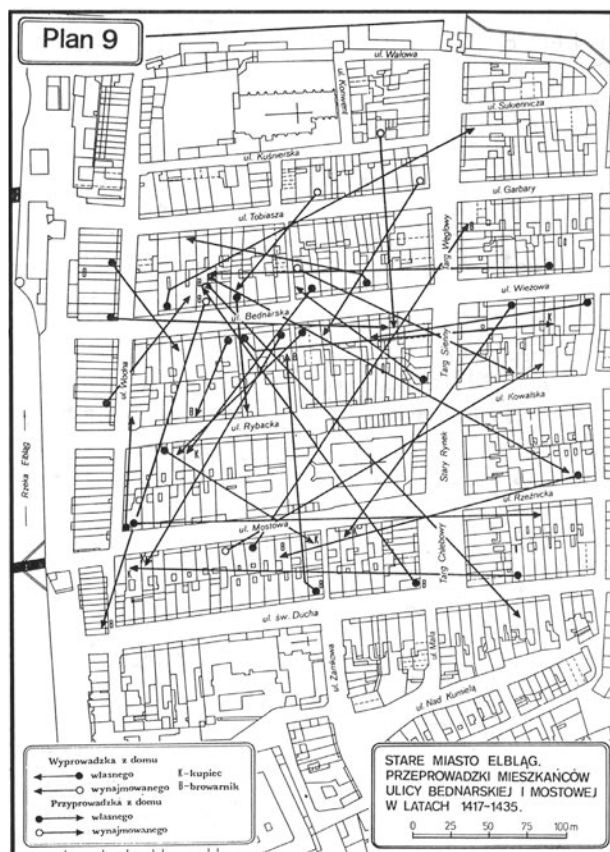 Plan 9
ul. Wałowa
ul. Konwent
ul. Sukiennicza
ul. Kuśnierska
ul. Garbary
ul. Tobiasza
Targ Węglowy
B
ul. Wieżowa
ul. Bednarska
K
Targ Sienny
ul. Wodna
B
B
ul. Kowalska
ul. Rybacka
Stary Rynek
K
Rzeka Elbląg
ul. Rzeźnicka
ul. Mostowa
K
B
Targ Chlebowy
K
B
B
B
ul. św. Ducha
ul. Mała
ul. Zamkowa
ul. Nad Kumielą
Wyprowadzka z domu
własnego K-kupiec
wynajmowanego B-browarnik
Przyprowadzka z domu
własnego
wynajmowanego
STARE MIASTO ELBLĄG.
PRZEPROWADZKI MIESZKAŃCÓW
ULICY BEDNARSKIEJ I MOSTOWEJ
W LATACH 1417-1435.
0 25 50 75 100 m